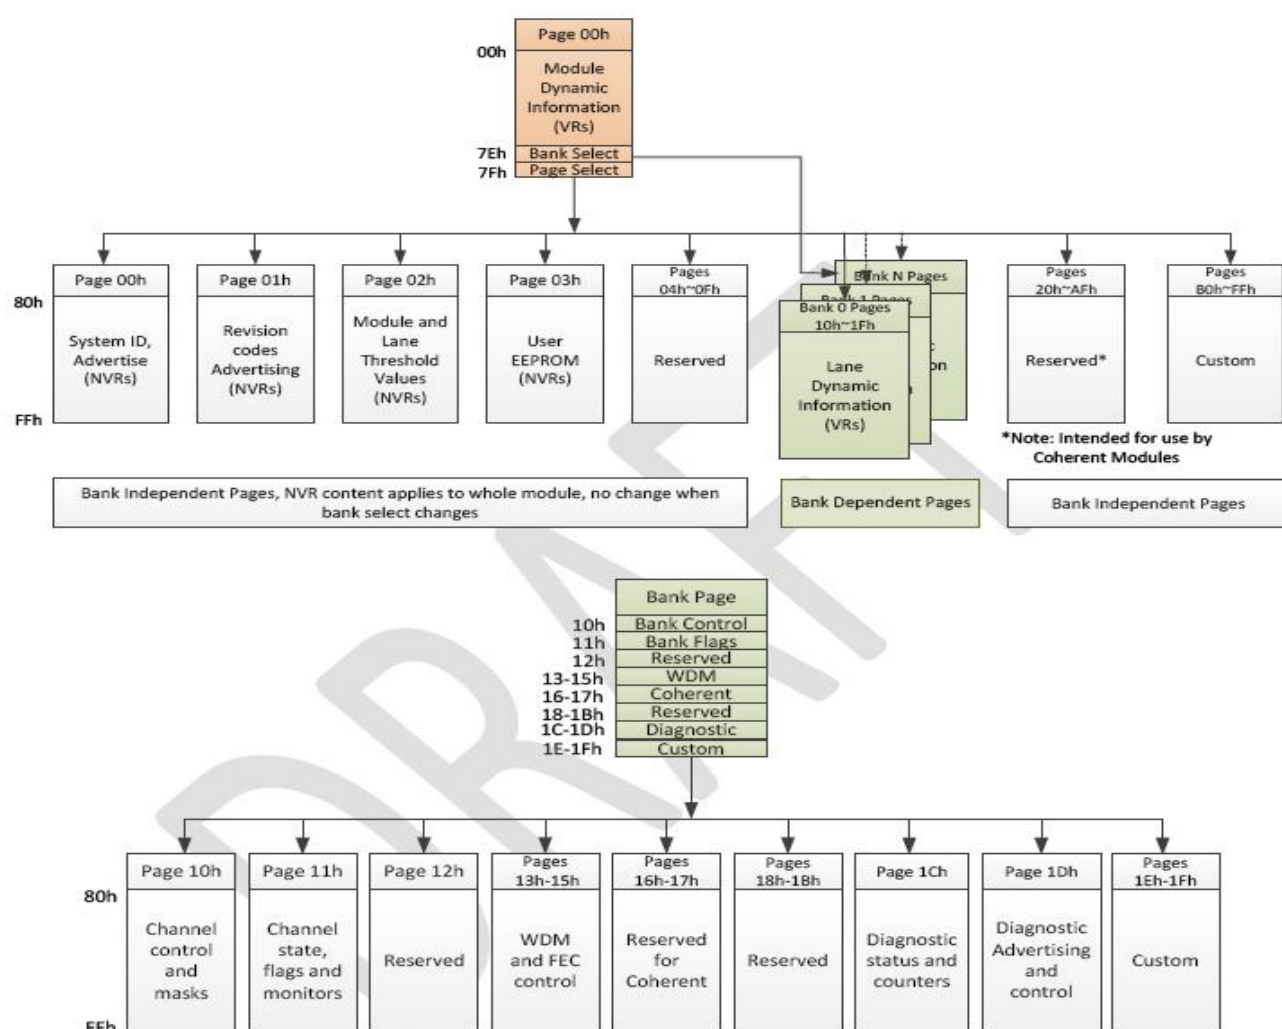 Page 00h
00h
Module
Dynamic
Information
(VRs)
7Eh
Bank Select
7Fh
Page Select
Page 00h
Page 01h
Page 02h
Page 03h
Pages
04h~0Fh
Bank N Pages
Bank 1 Pages
Bank 0 Pages
10h~1Fh
Pages
20h~AFh
Pages
B0h~FFh
80h
System ID,
Advertise
(NVRs)
Revision
codes
Advertising
(NVRs)
Module and
Lane
Threshold
Values
(NVRs)
User
EEPROM
(NVRs)
Reserved
Lane
Dynamic
Information
(VRs)
Reserved*
Custom
FFh
*Note: Intended for use by
Coherent Modules
Bank Independent Pages, NVR content applies to whole module, no change when
bank select changes
Bank Dependent Pages
Bank Independent Pages
DRAFT
Bank Page
10h
Bank Control
11h
Bank Flags
12h
Reserved
13-15h
WDM
16-17h
Coherent
18-1Bh
Reserved
1C-1Dh
Diagnostic
1E-1Fh
Custom
Page 10h
Page 11h
Page 12h
Pages
13h-15h
Pages
16h-17h
Pages
18h-1Bh
Page 1Ch
Page 1Dh
Pages
1Eh-1Fh
80h
Channel
control
and
masks
Channel
state,
flags and
monitors
Reserved
WDM
and FEC
control
Reserved
for
Coherent
Reserved
Diagnostic
status and
counters
Diagnostic
Advertising
and
control
Custom
FFh